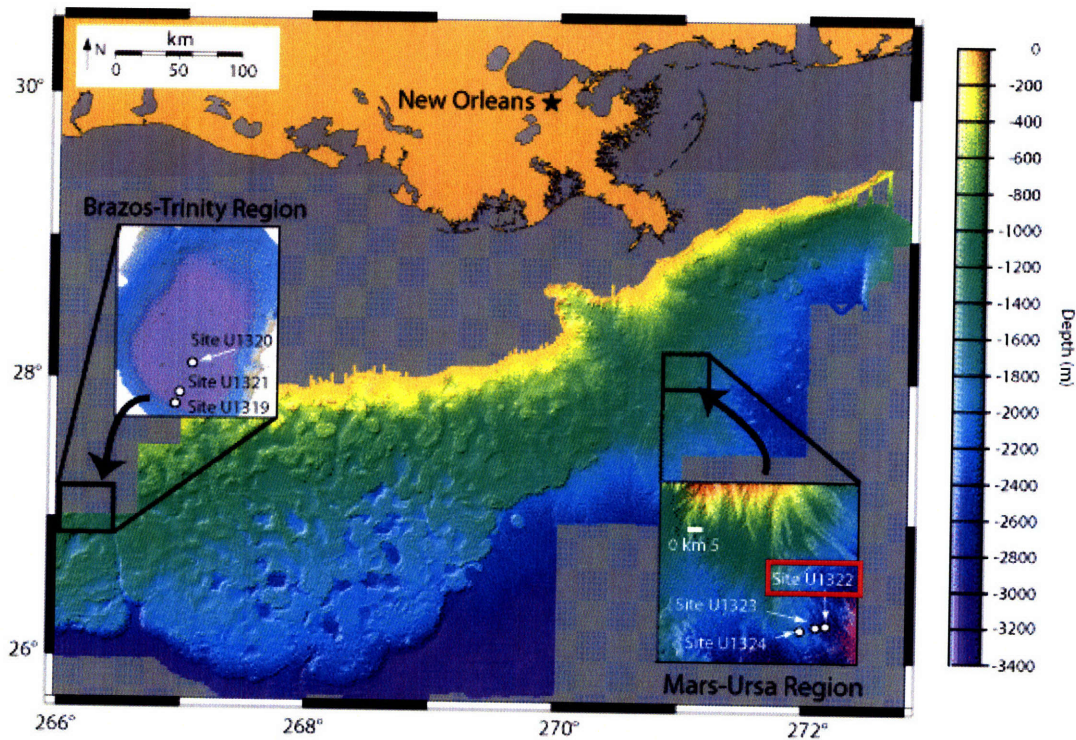 km
N
0 50 100
30°
28°
26°
266° 268° 270° 272°
New Orleans
Brazos-Trinity Region
Site U1320
Site U1321
Site U1319
0 km 5
Site U1322
Site U1323
Site U1324
Mars-Ursa Region
0
-200
-400
-600
-800
-1000
-1200
-1400
-1600
-1800
-2000
-2200
-2400
-2600
-2800
-3000
-3200
-3400
Depth (m)